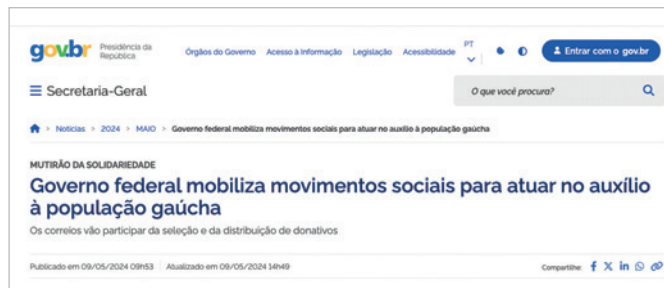 gov.br Presidência da República Órgãos do Governo Acesso à Informação Legislação Acessibilidade PT Entrar com o gov.br
Secretaria-Geral O que você procura?
> Notícias > 2024 > MAIO > Governo federal mobiliza movimentos sociais para atuar no auxílio à população gaúcha
MUTIRÃO DA SOLIDARIEDADE
Governo federal mobiliza movimentos sociais para atuar no auxílio
à população gaúcha
Os correios vão participar da seleção e da distribuição de donativos
Publicado em 09/05/2024 09h53 Atualizado em 09/05/2024 14h49 Compartilhe: